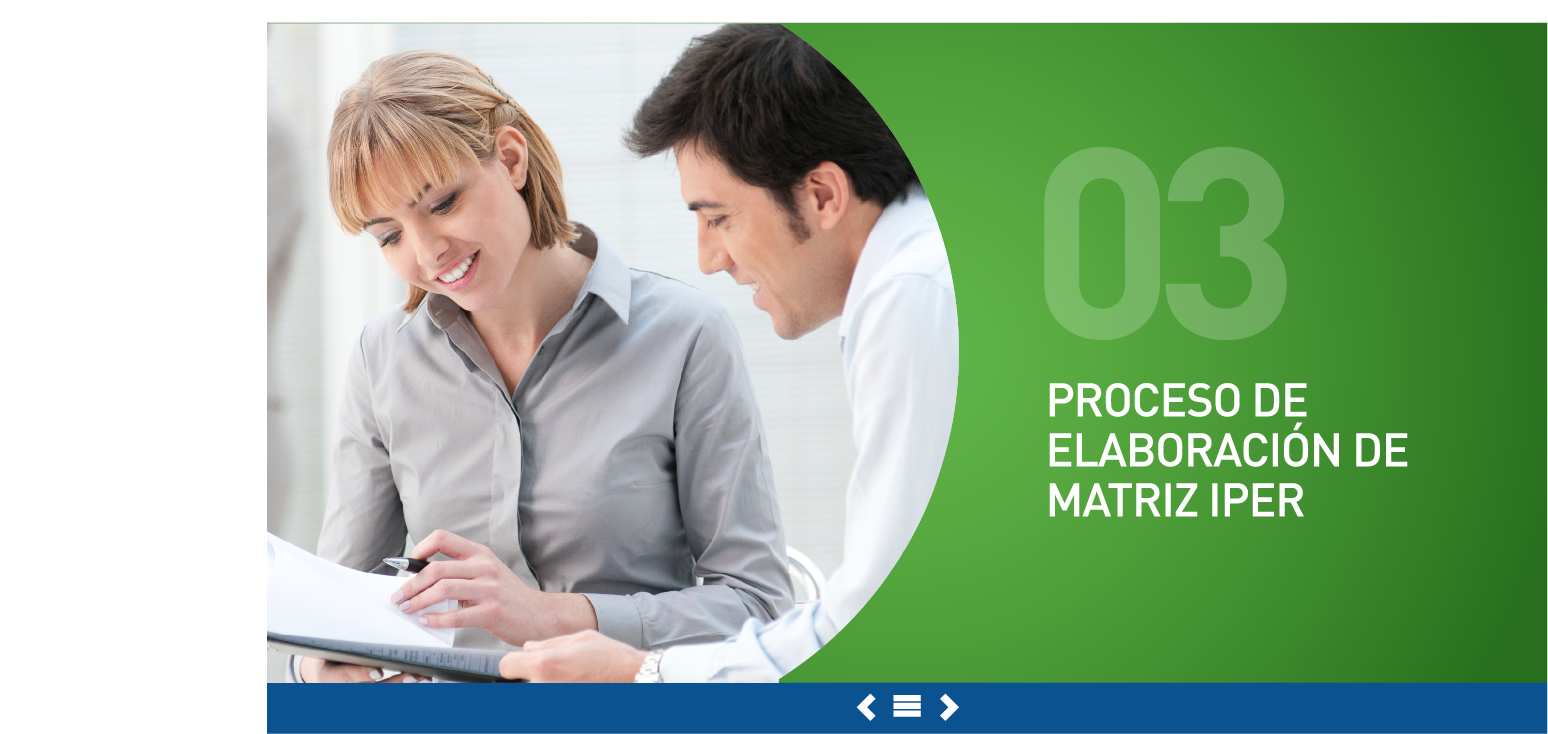 03
PROCESO DE
ELABORACIÓN DE
MATRIZ IPER